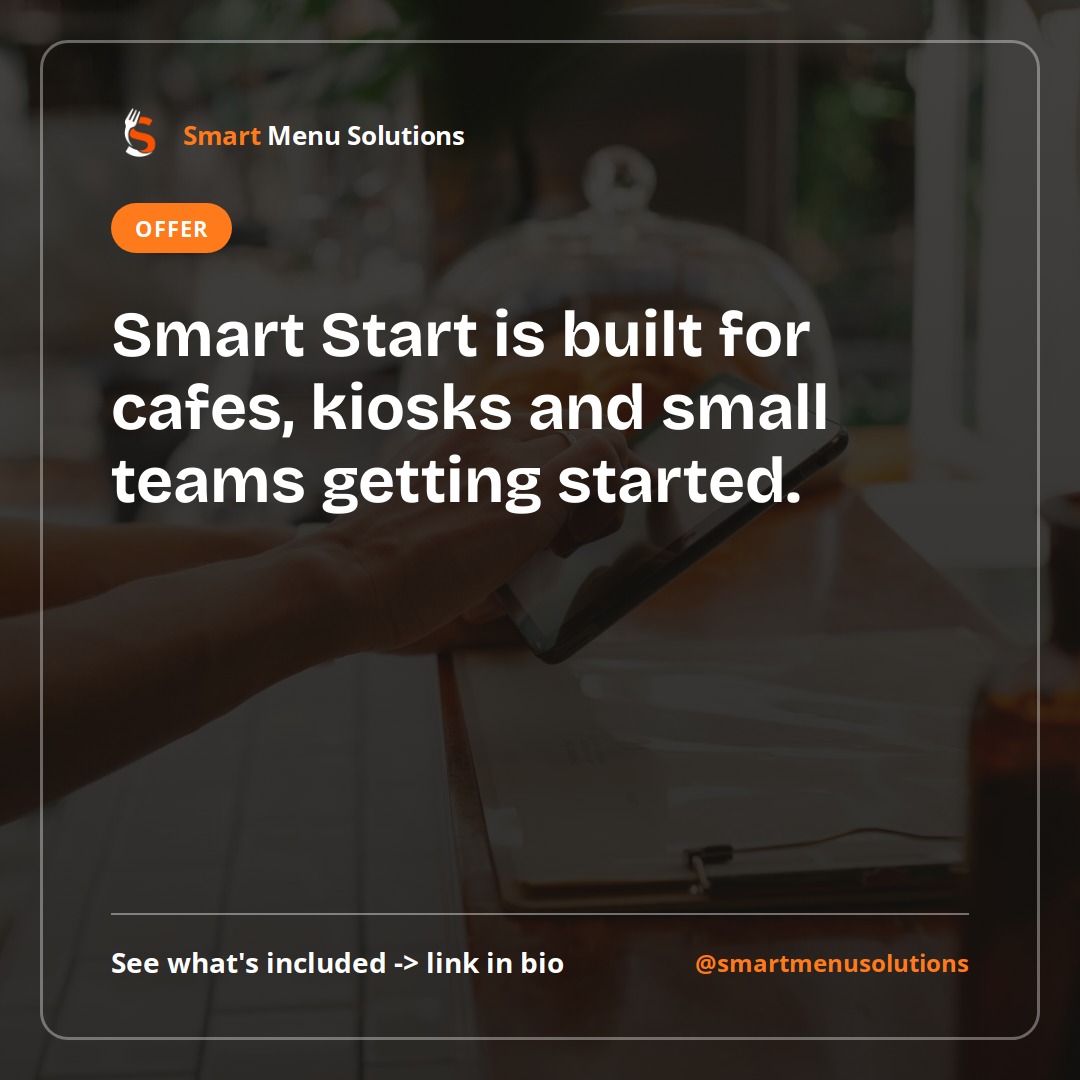 Smart Menu Solutions
OFFER
Smart Start is built for
cafes, kiosks and small
teams getting started.
See what's included -> link in bio
@smartmenusolutions